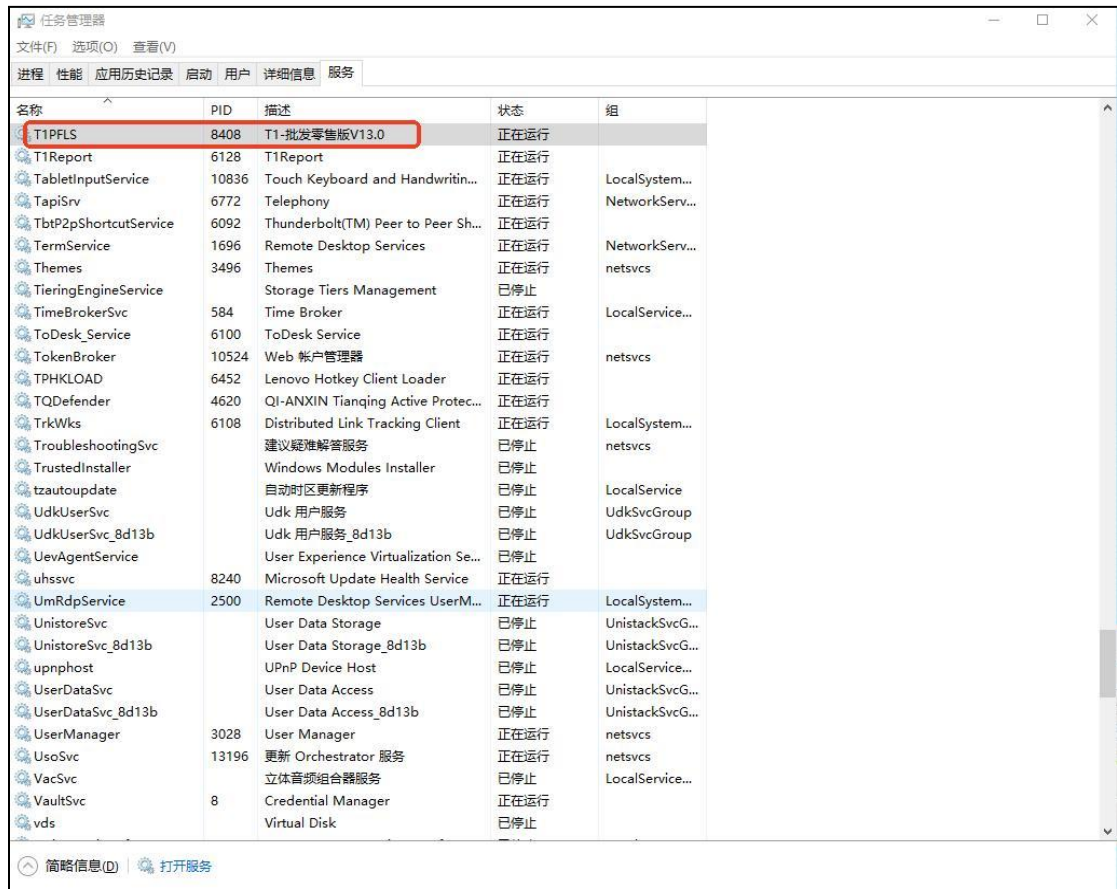 任务管理器
文件(F) 选项(O) 查看(V)
进程 性能 应用历史记录 启动 用户 详细信息 服务
名称 PID 描述 状态 组
T1PFLS 8408 T1-批发零售版V13.0 正在运行
T1Report 6128 T1Report 正在运行
TabletInputService 10836 Touch Keyboard and Handwritin... 正在运行 LocalSystem...
TapiSrv 6772 Telephony 正在运行 NetworkServ...
TbtP2pShortcutService 6092 Thunderbolt(TM) Peer to Peer Sh... 正在运行
TermService 1696 Remote Desktop Services 正在运行 NetworkServ...
Themes 3496 Themes 正在运行 netsvcs
TieringEngineService Storage Tiers Management 已停止
TimeBrokerSvc 584 Time Broker 正在运行 LocalService...
ToDesk_Service 6100 ToDesk Service 正在运行
TokenBroker 10524 Web 帐户管理器 正在运行 netsvcs
TPHKLOAD 6452 Lenovo Hotkey Client Loader 正在运行
TQDefender 4620 QI-ANXIN Tianqing Active Protec... 正在运行
TrkWks 6108 Distributed Link Tracking Client 正在运行 LocalSystem...
TroubleshootingSvc 建议疑难解答服务 已停止 netsvcs
TrustedInstaller Windows Modules Installer 已停止
tzautoupdate 自动时区更新程序 已停止 LocalService
UdkUserSvc Udk 用户服务 已停止 UdkSvcGroup
UdkUserSvc_8d13b Udk 用户服务_8d13b 已停止 UdkSvcGroup
UevAgentService User Experience Virtualization Se... 已停止
uhssvc 8240 Microsoft Update Health Service 正在运行
UmRdpService 2500 Remote Desktop Services UserM... 正在运行 LocalSystem...
UnistoreSvc User Data Storage 已停止 UnistackSvcG...
UnistoreSvc_8d13b User Data Storage_8d13b 已停止 UnistackSvcG...
upnphost UPnP Device Host 已停止 LocalService...
UserDataSvc User Data Access 已停止 UnistackSvcG...
UserDataSvc_8d13b User Data Access_8d13b 已停止 UnistackSvcG...
UserManager 3028 User Manager 正在运行 netsvcs
UsoSvc 13196 更新 Orchestrator 服务 正在运行 netsvcs
VacSvc 立体音频组合器服务 已停止 LocalService...
VaultSvc 8 Credential Manager 正在运行
vds Virtual Disk 已停止
简略信息(D) 打开服务